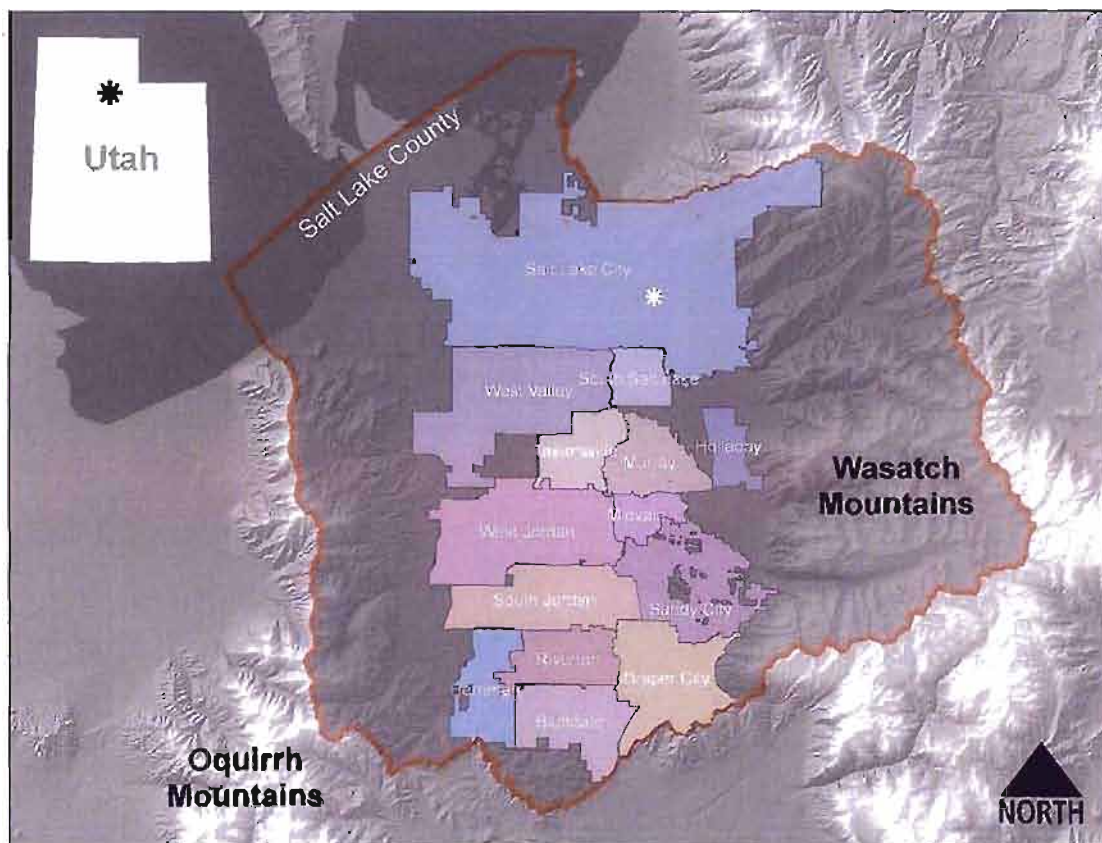 Utah
Salt Lake County
Salt Lake City
West Valley
South Salt Lake
Murray
Holladay
Wasatch
Mountains
Midvale
West Jordan
South Jordan
Sandy City
Riverton
Draper City
Bluffdale
Oquirrh
Mountains
NORTH